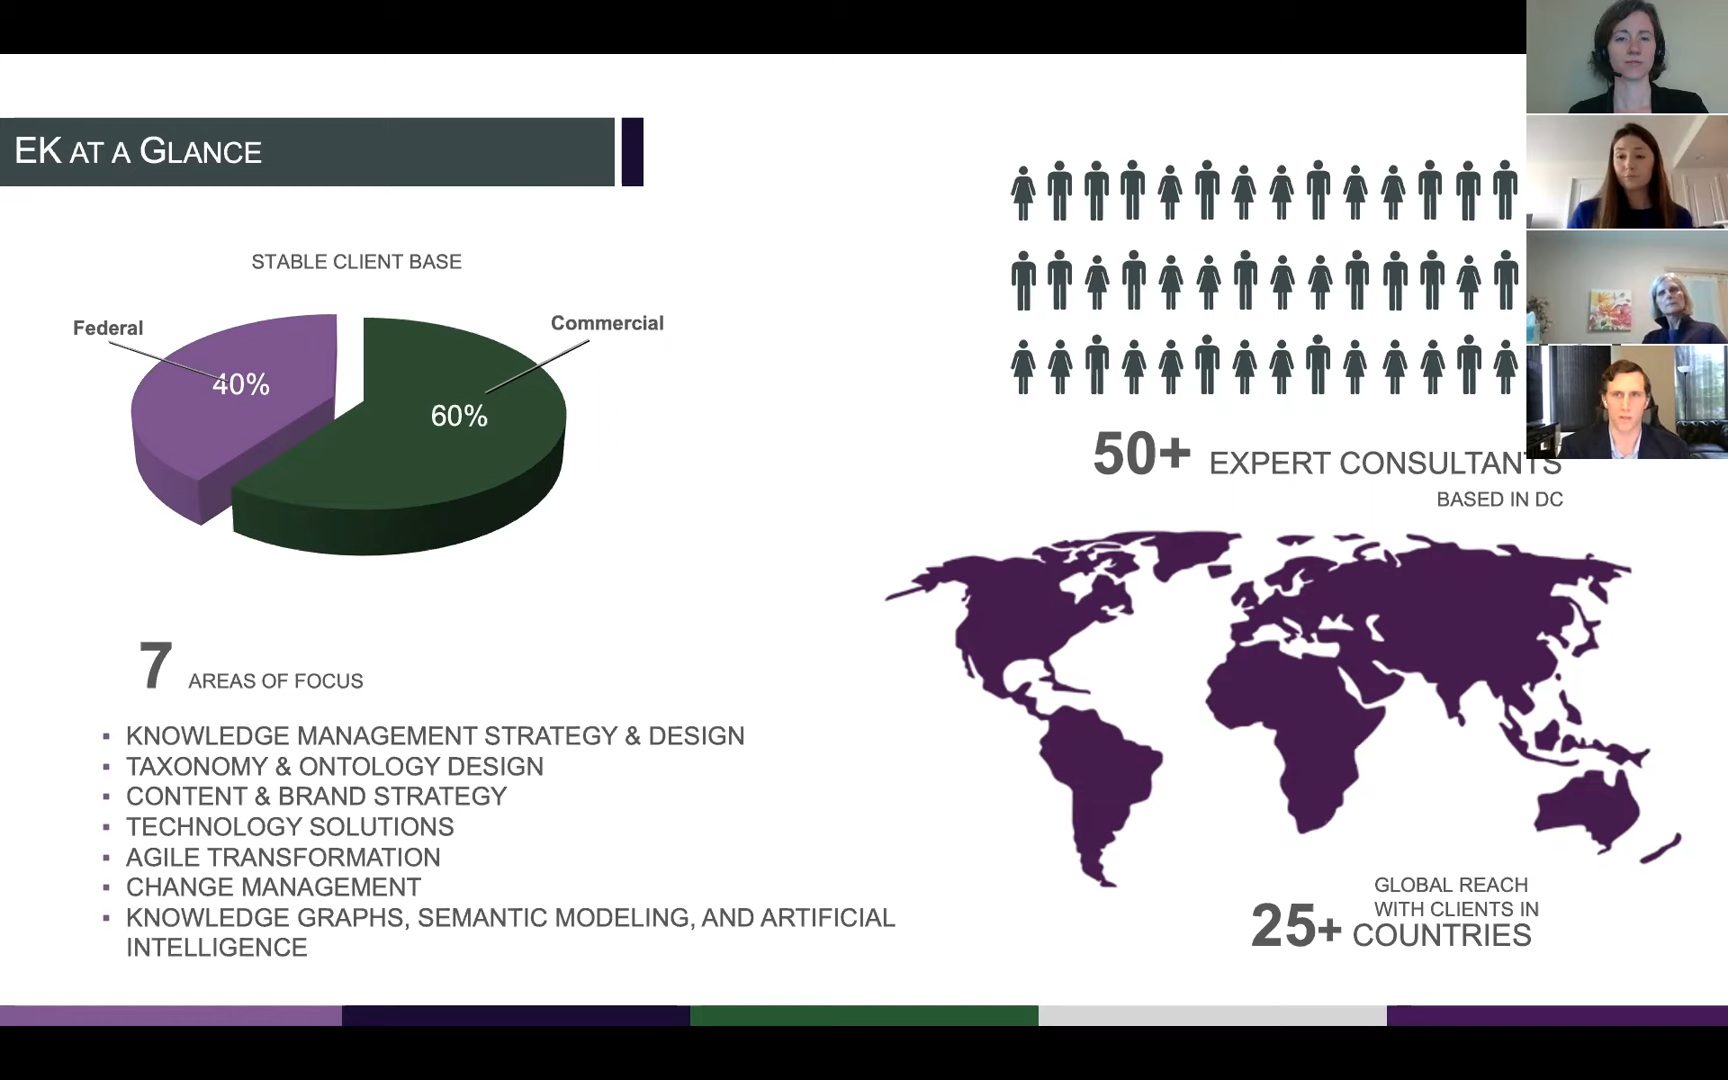 EK AT A GLANCE
STABLE CLIENT BASE
Federal
Commercial
40%
60%
7 AREAS OF FOCUS
▪ KNOWLEDGE MANAGEMENT STRATEGY & DESIGN
▪ TAXONOMY & ONTOLOGY DESIGN
▪ CONTENT & BRAND STRATEGY
▪ TECHNOLOGY SOLUTIONS
▪ AGILE TRANSFORMATION
▪ CHANGE MANAGEMENT
▪ KNOWLEDGE GRAPHS, SEMANTIC MODELING, AND ARTIFICIAL
INTELLIGENCE
50+ EXPERT CONSULTANTS
BASED IN DC
GLOBAL REACH
WITH CLIENTS IN
25+ COUNTRIES